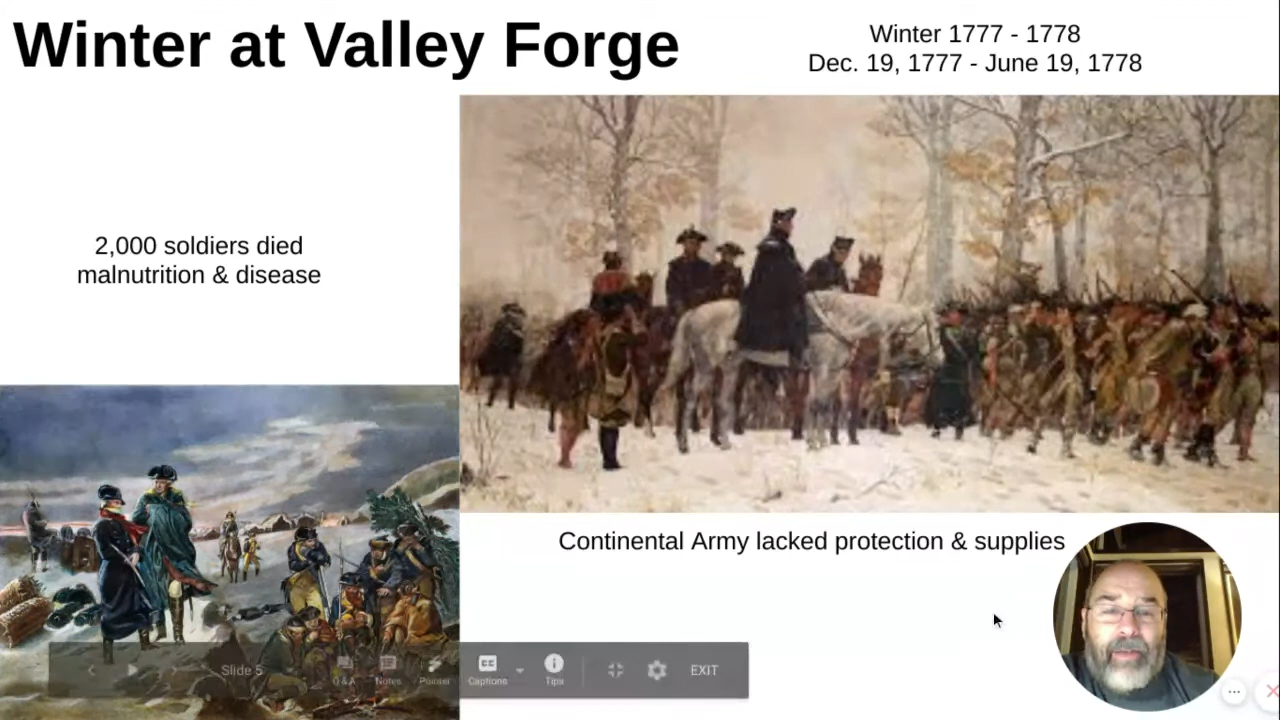 Winter at Valley Forge
Winter 1777 - 1778
Dec. 19, 1777 - June 19, 1778
2,000 soldiers died
malnutrition & disease
Continental Army lacked protection & supplies
Slide 5
Q & A
Notes
Pointer
Captions
Tips
EXIT